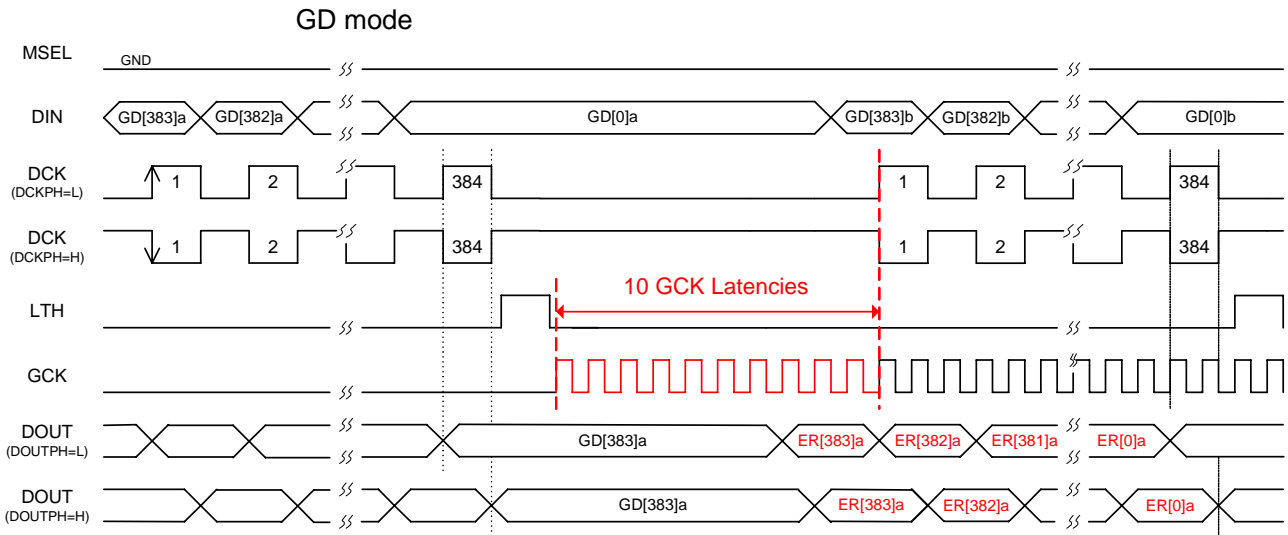 GD mode
MSEL GND
DIN GD[383]a GD[382]a GD[0]a GD[383]b GD[382]b GD[0]b
DCK
(DCKPH=L) 1 2 384 1 2 384
DCK
(DCKPH=H) 1 2 384 1 2 384
10 GCK Latencies
LTH
GCK
DOUT
(DOUTPH=L) GD[383]a ER[383]a ER[382]a ER[381]a ER[0]a
DOUT
(DOUTPH=H) GD[383]a ER[383]a ER[382]a ER[0]a